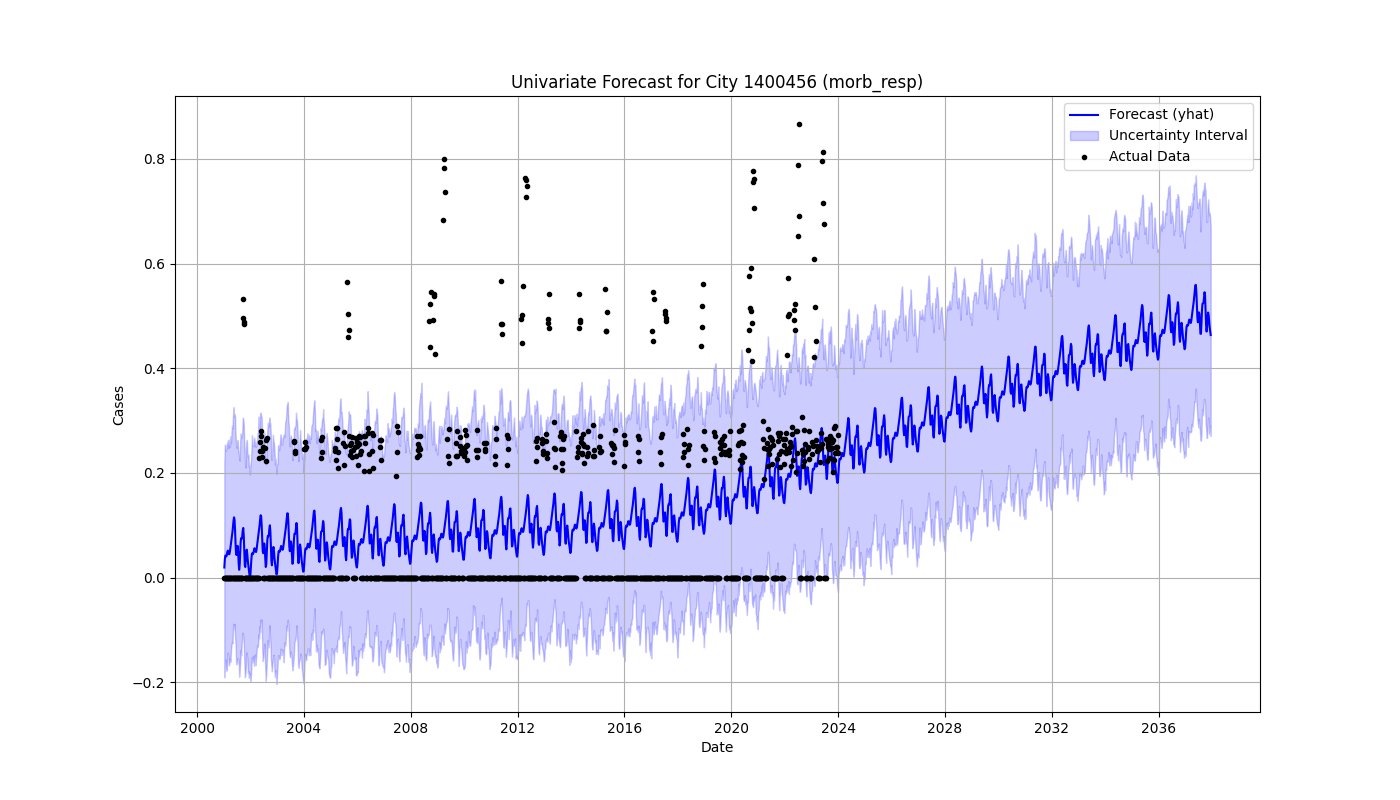 Univariate Forecast for City 1400456 (morb_resp)
Forecast (yhat)
Uncertainty Interval
Actual Data
Cases
0.8
0.6
0.4
0.2
0.0
−0.2
2000 2004 2008 2012 2016 2020 2024 2028 2032 2036
Date